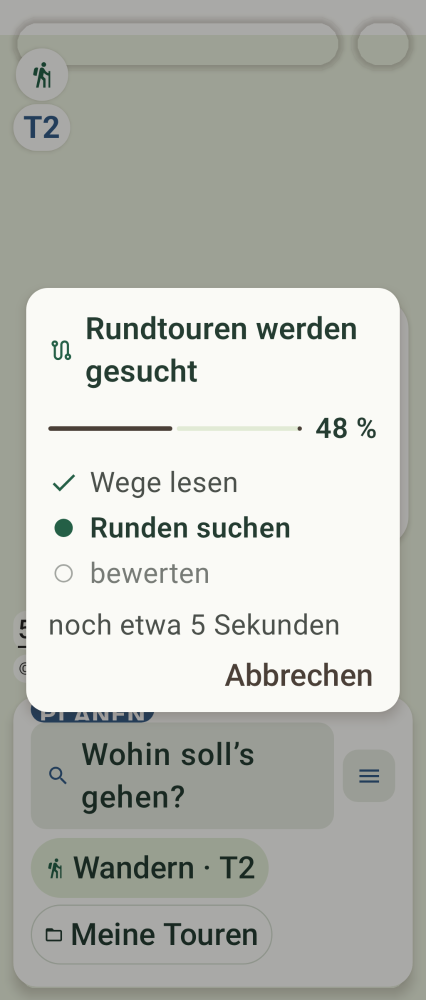 T2
Rundtouren werden
gesucht
48 %
Wege lesen
Runden suchen
bewerten
noch etwa 5 Sekunden
Abbrechen
PLANEN
Wohin soll’s
gehen?
Wandern · T2
Meine Touren